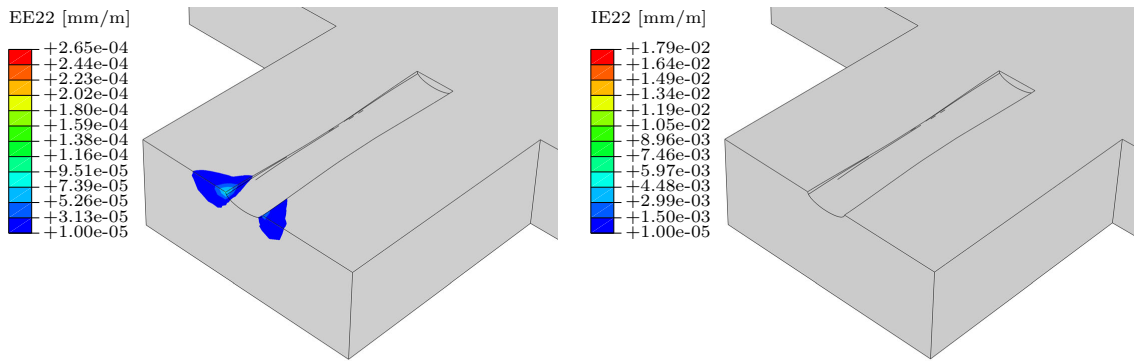 EE22 [mm/m]
+2.65e-04
+2.44e-04
+2.23e-04
+2.02e-04
+1.80e-04
+1.59e-04
+1.38e-04
+1.16e-04
+9.51e-05
+7.39e-05
+5.26e-05
+3.13e-05
+1.00e-05
IE22 [mm/m]
+1.79e-02
+1.64e-02
+1.49e-02
+1.34e-02
+1.19e-02
+1.05e-02
+8.96e-03
+7.46e-03
+5.97e-03
+4.48e-03
+2.99e-03
+1.50e-03
+1.00e-05